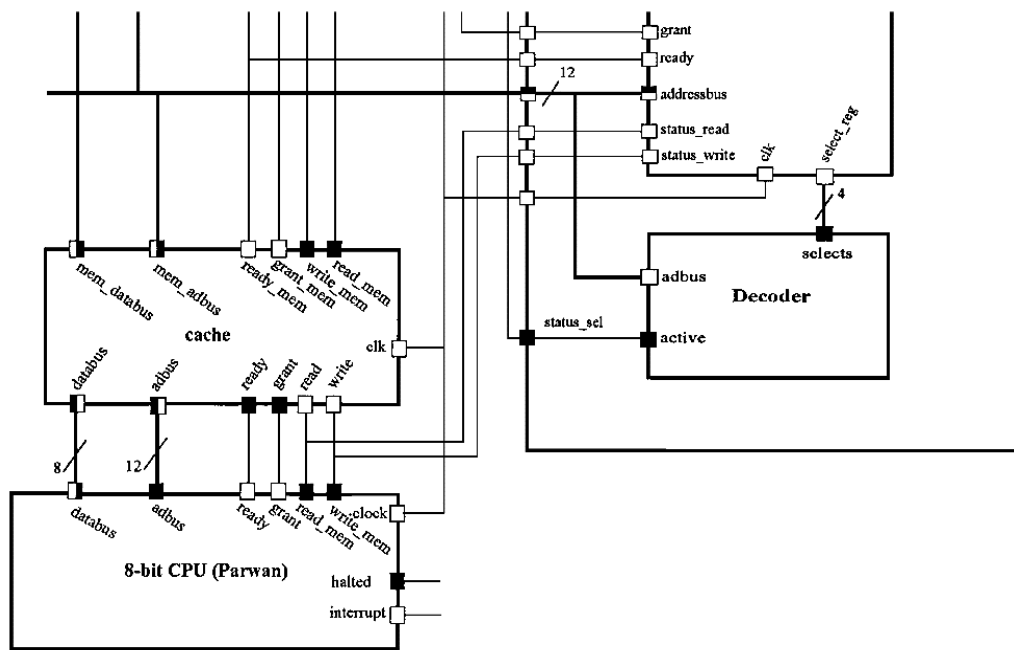 grant
ready
12
addressbus
status_read
status_write
clk
select_reg
4
selects
adbus
Decoder
status_sel
active
mem_databus
mem_adbus
ready_mem
grant_mem
write_mem
read_mem
cache
clk
databus
adbus
ready
grant
read
write
8
12
databus
adbus
ready
grant
read_mem
write_mem
clock
8-bit CPU (Parwan)
halted
interrupt